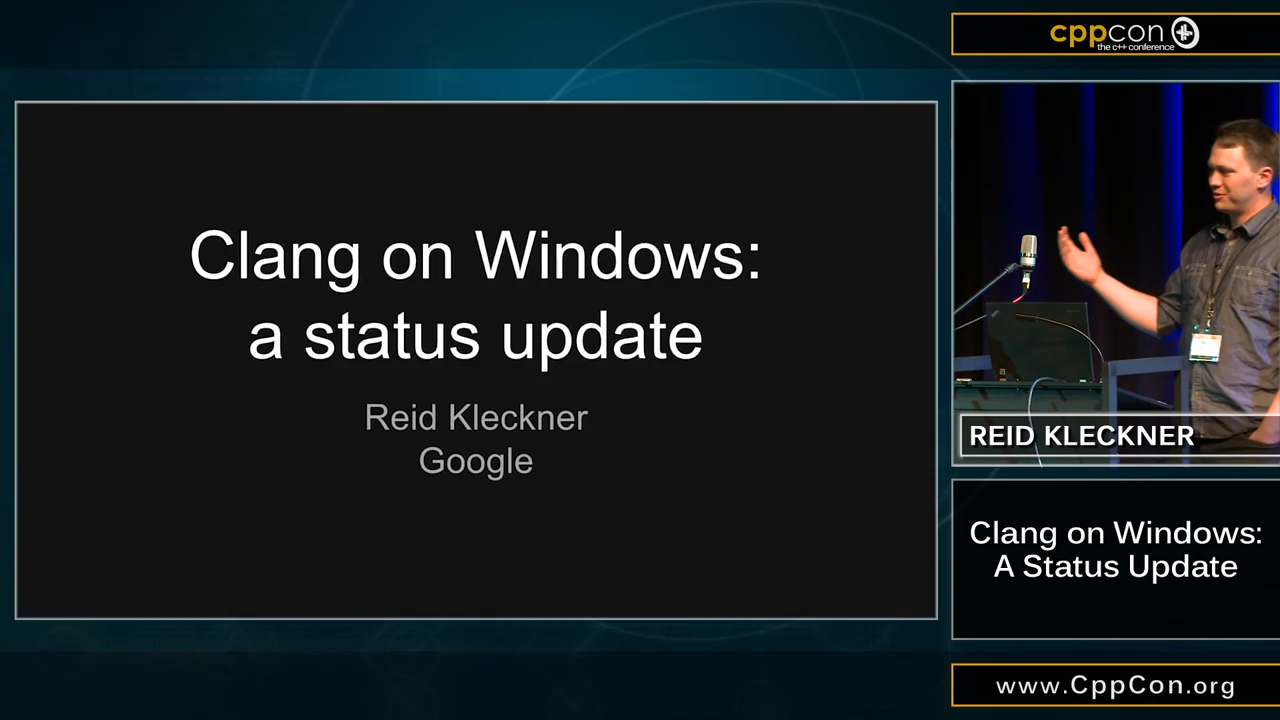 Clang on Windows:
a status update
Reid Kleckner
Google
cppcon
the c++ conference
REID KLECKNER
Clang on Windows:
A Status Update
www.CppCon.org